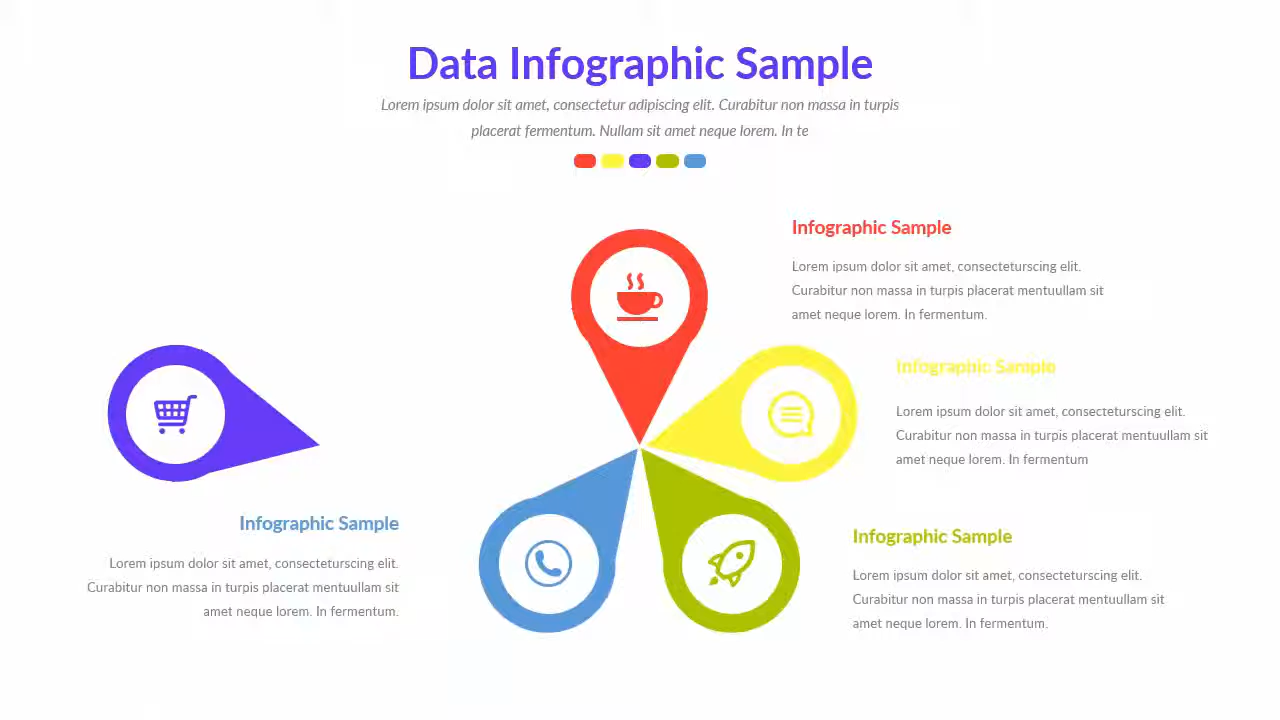 Data Infographic Sample
Lorem ipsum dolor sit amet, consectetur adipiscing elit. Curabitur non massa in turpis
placerat fermentum. Nullam sit amet neque lorem. In te
Infographic Sample
Lorem ipsum dolor sit amet, consecteturscing elit.
Curabitur non massa in turpis placerat mentuullam sit
amet neque lorem. In fermentum.
Infographic Sample
Lorem ipsum dolor sit amet, consecteturscing elit.
Curabitur non massa in turpis placerat mentuullam sit
amet neque lorem. In fermentum
Infographic Sample
Lorem ipsum dolor sit amet, consecteturscing elit.
Curabitur non massa in turpis placerat mentuullam sit
amet neque lorem. In fermentum.
Infographic Sample
Lorem ipsum dolor sit amet, consecteturscing elit.
Curabitur non massa in turpis placerat mentuullam sit
amet neque lorem. In fermentum.